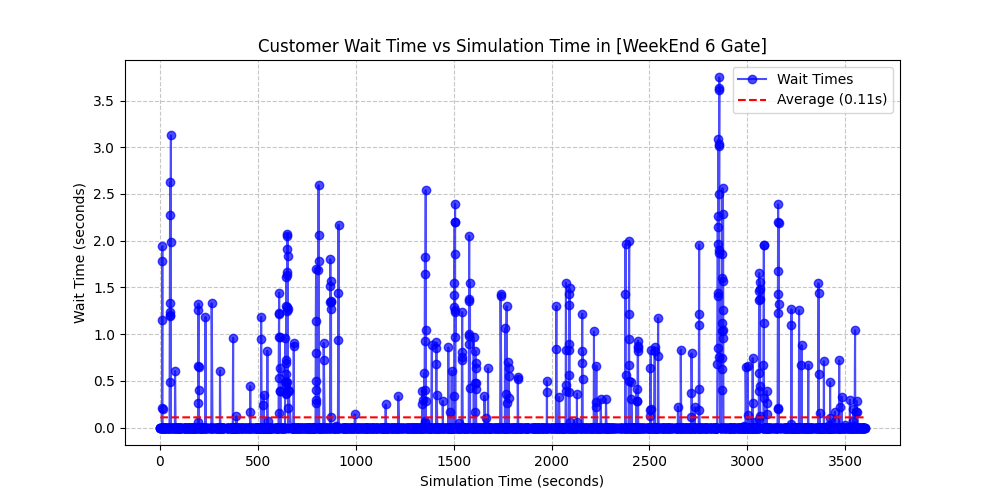 Customer Wait Time vs Simulation Time in [WeekEnd 6 Gate]
Wait Times
Average (0.11s)
Wait Time (seconds)
3.5
3.0
2.5
2.0
1.5
1.0
0.5
0.0
0 500 1000 1500 2000 2500 3000 3500
Simulation Time (seconds)